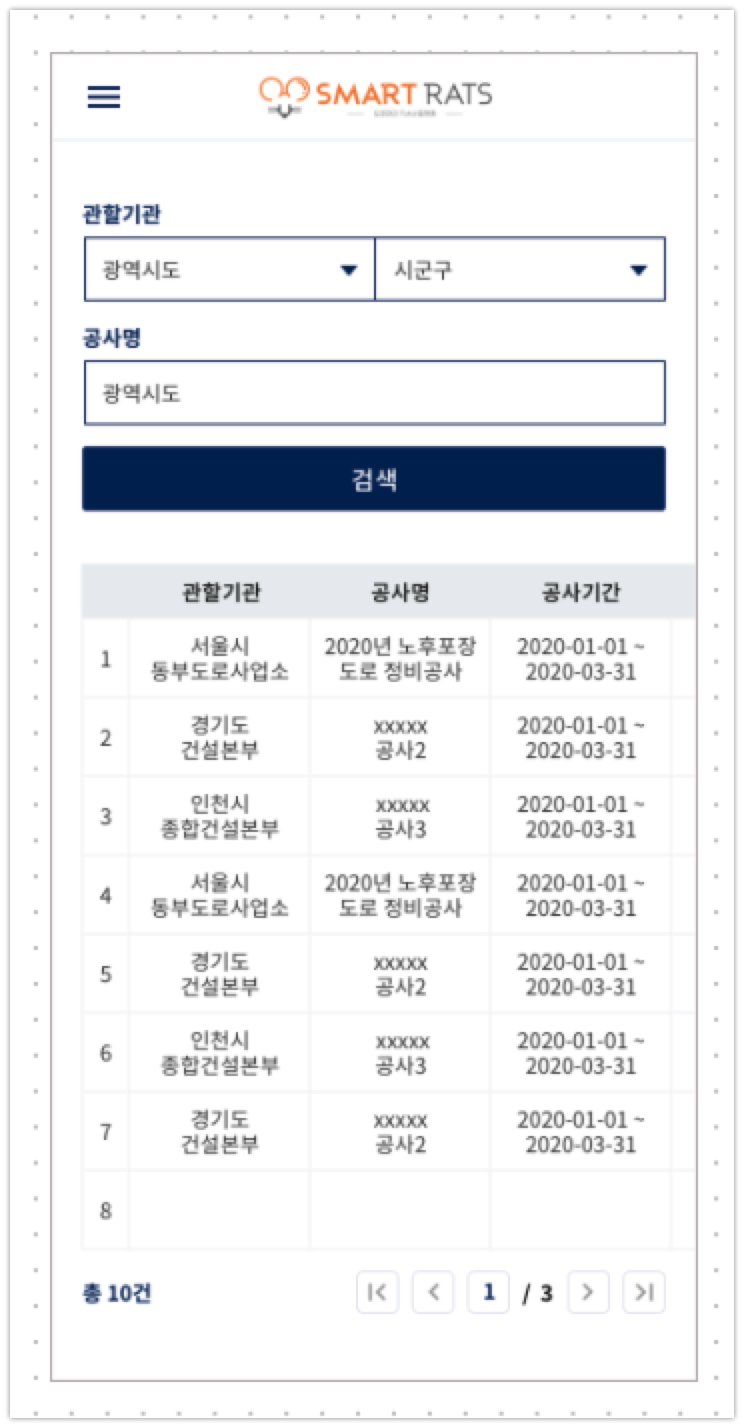 SMART RATS
관할기관
광역시도 시군구
공사명
광역시도
검색
관할기관 공사명 공사기간
1 서울시 2020년 노후포장 2020-01-01 ~
동부도로사업소 도로 정비공사 2020-03-31
2 경기도 xxxxx 2020-01-01 ~
건설본부 공사2 2020-03-31
3 인천시 xxxxx 2020-01-01 ~
종합건설본부 공사3 2020-03-31
4 서울시 2020년 노후포장 2020-01-01 ~
동부도로사업소 도로 정비공사 2020-03-31
5 경기도 xxxxx 2020-01-01 ~
건설본부 공사2 2020-03-31
6 인천시 xxxxx 2020-01-01 ~
종합건설본부 공사3 2020-03-31
7 경기도 xxxxx 2020-01-01 ~
건설본부 공사2 2020-03-31
8
총 10건 1 / 3